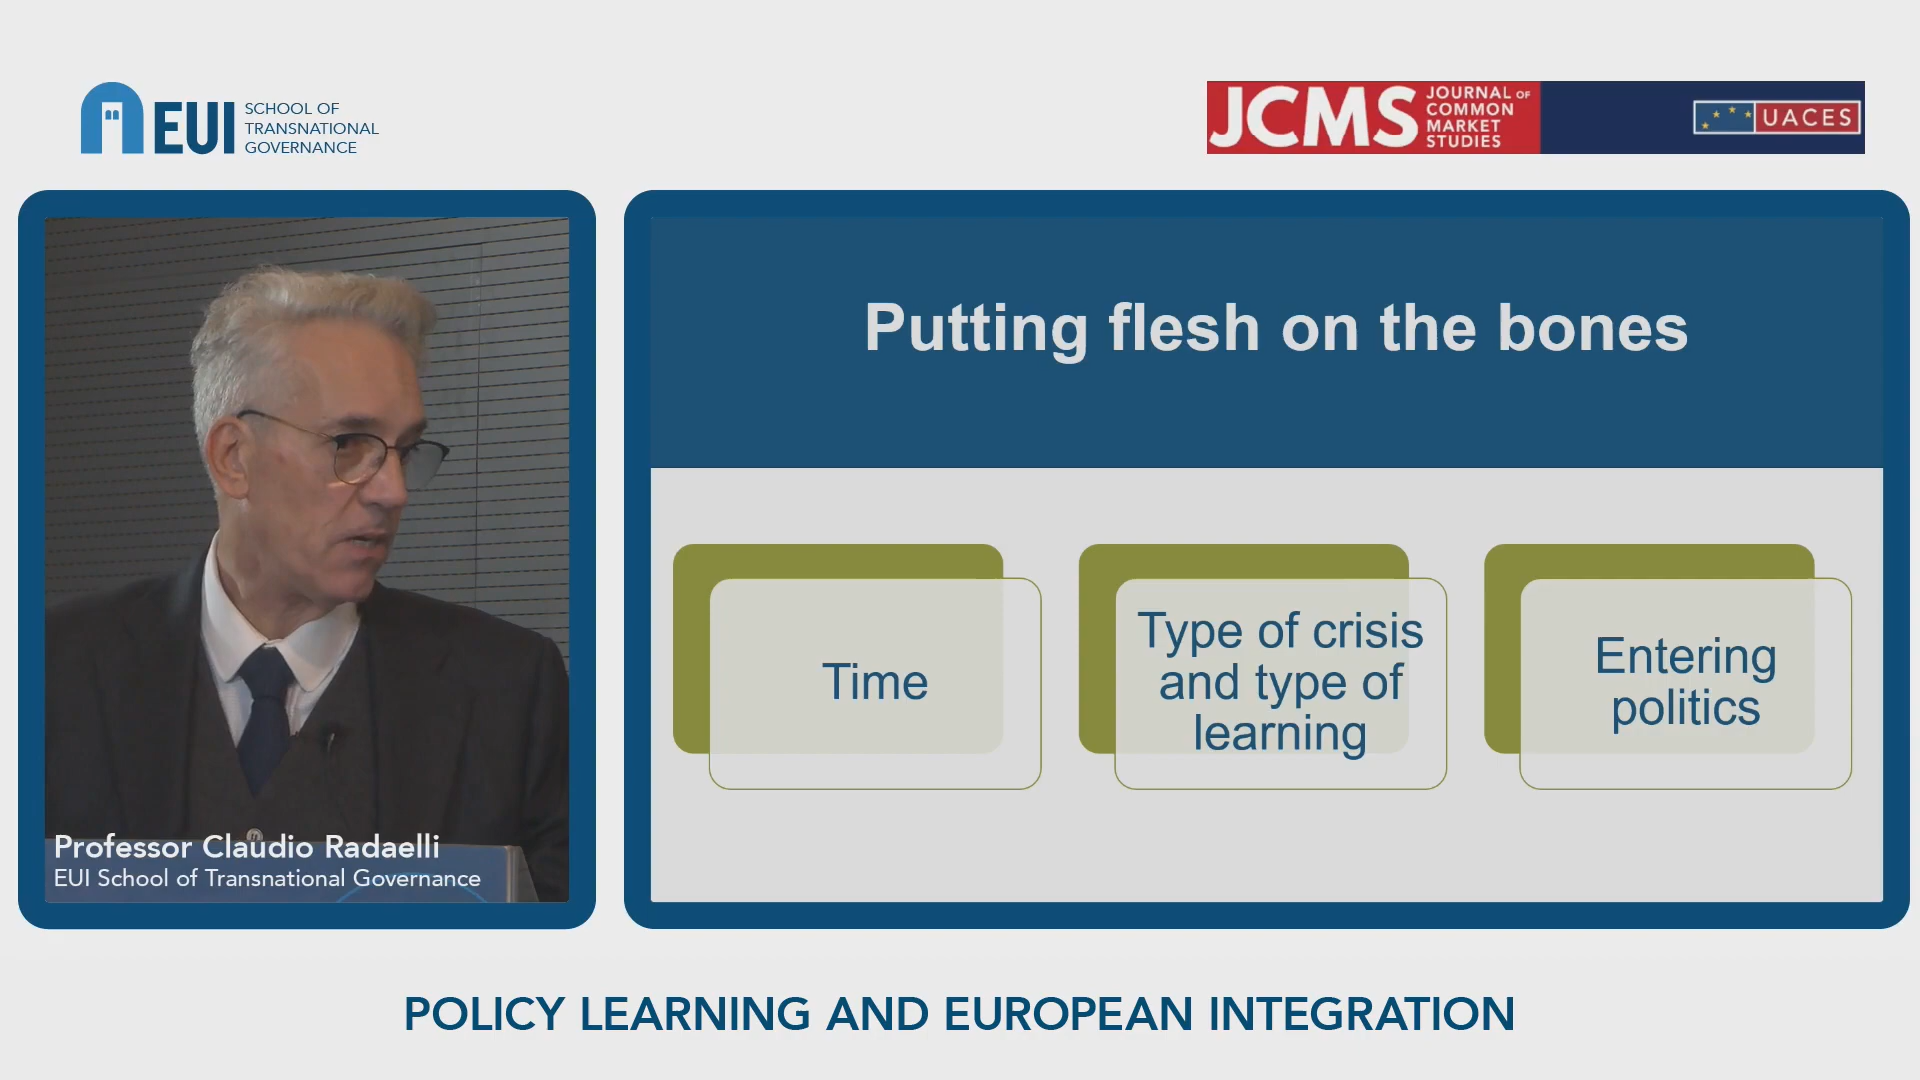 EUI
SCHOOL OF
TRANSNATIONAL
GOVERNANCE
JCMS
JOURNAL OF
COMMON
MARKET
STUDIES
UACES
Putting flesh on the bones
Time
Type of crisis
and type of
learning
Entering
politics
Professor Claudio Radaelli
EUI School of Transnational Governance
POLICY LEARNING AND EUROPEAN INTEGRATION